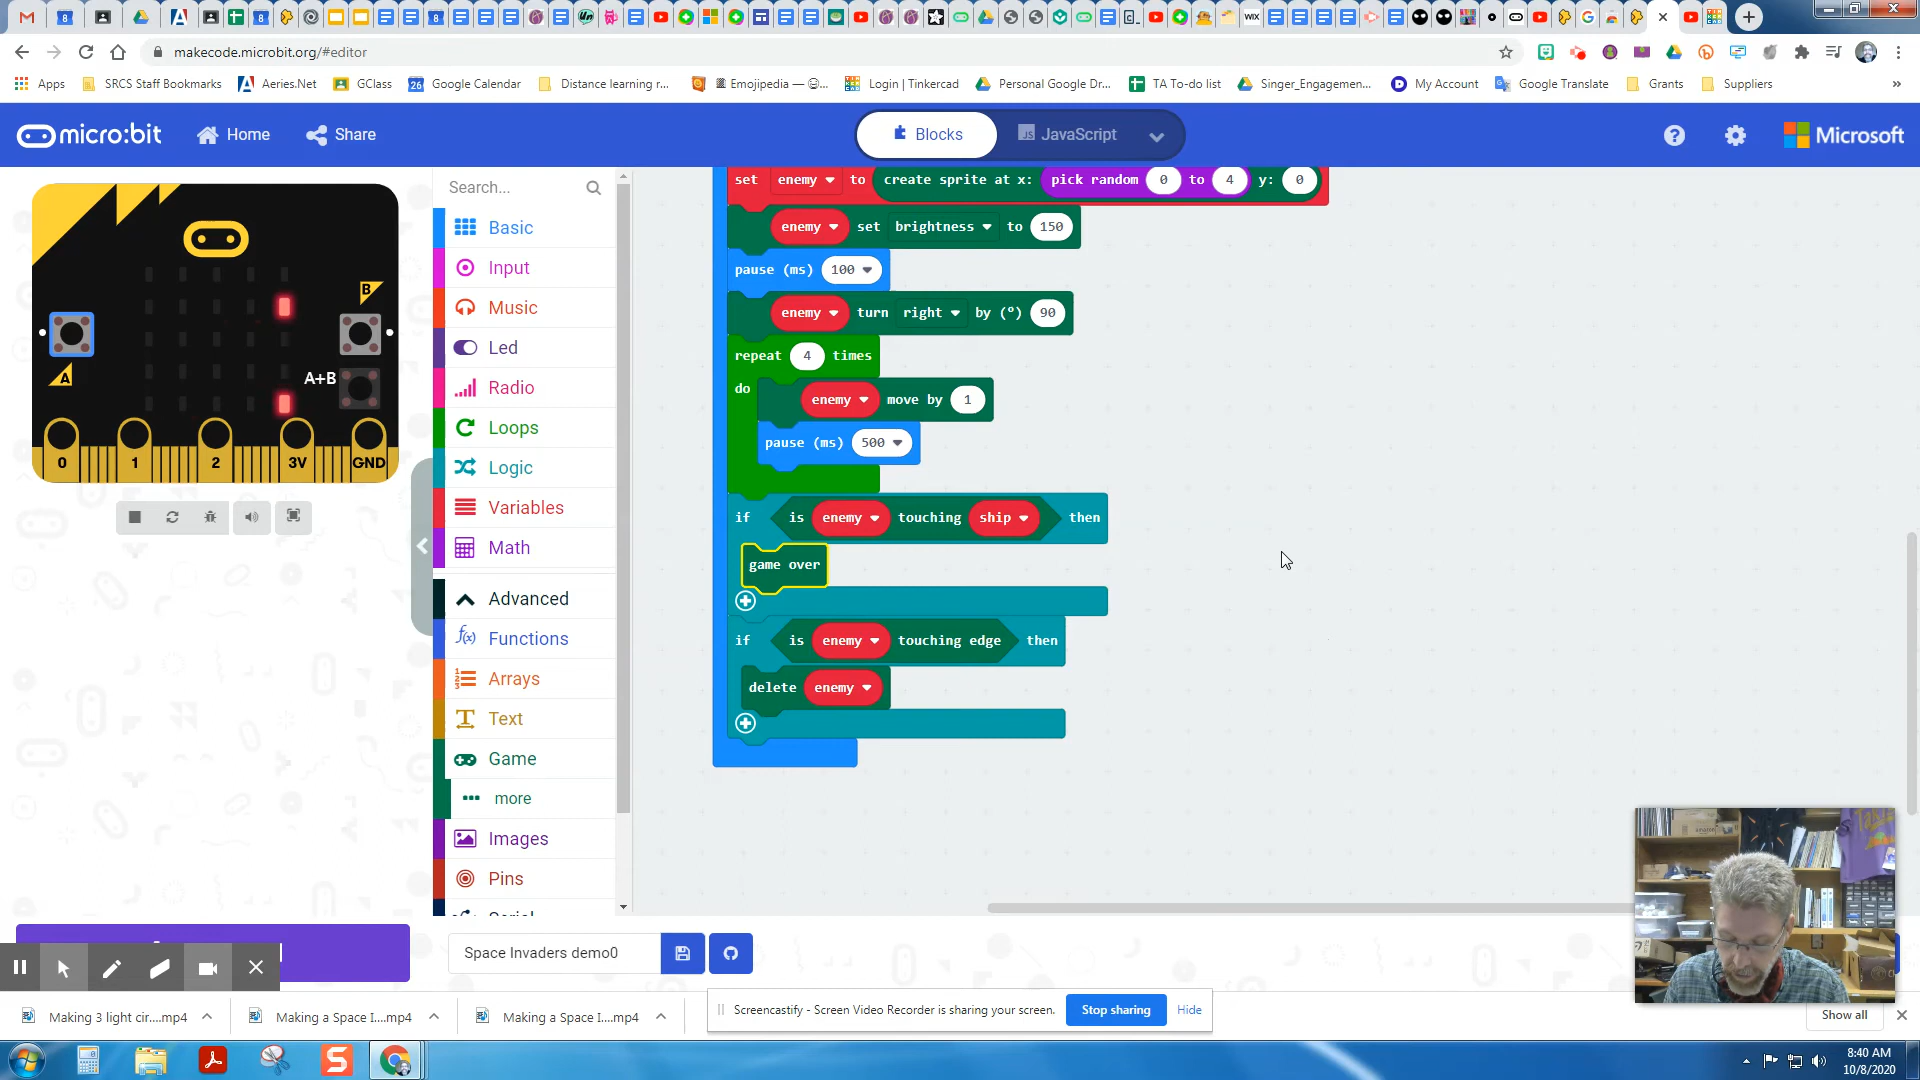 makecode.microbit.org/#editor
WIX
Apps
SRCS Staff Bookmarks
Aeries.Net
GClass
26
Google Calendar
Distance learning r...
Emojipedia — 😃...
Login | Tinkercad
Personal Google Dr...
TA To-do list
Singer_Engagemen...
My Account
Google Translate
Grants
Suppliers
»
micro:bit
Home
Share
Blocks
JS JavaScript
?
Microsoft
A
B
A+B
0 1 2 3V GND
Search...
Basic
Input
Music
Led
Radio
Loops
Logic
Variables
Math
Advanced
Functions
Arrays
Text
Game
more
Images
Pins
set enemy to create sprite at x: pick random 0 to 4 y: 0
enemy set brightness to 150
pause (ms) 100
enemy turn right by (°) 90
repeat 4 times
do enemy move by 1
pause (ms) 500
if is enemy touching ship then
game over
if is enemy touching edge then
delete enemy
Space Invaders demo0
Making 3 light cir....mp4
Making a Space I....mp4
Making a Space I....mp4
Screencastify - Screen Video Recorder is sharing your screen.
Stop sharing
Hide
Show all
8:40 AM
10/8/2020